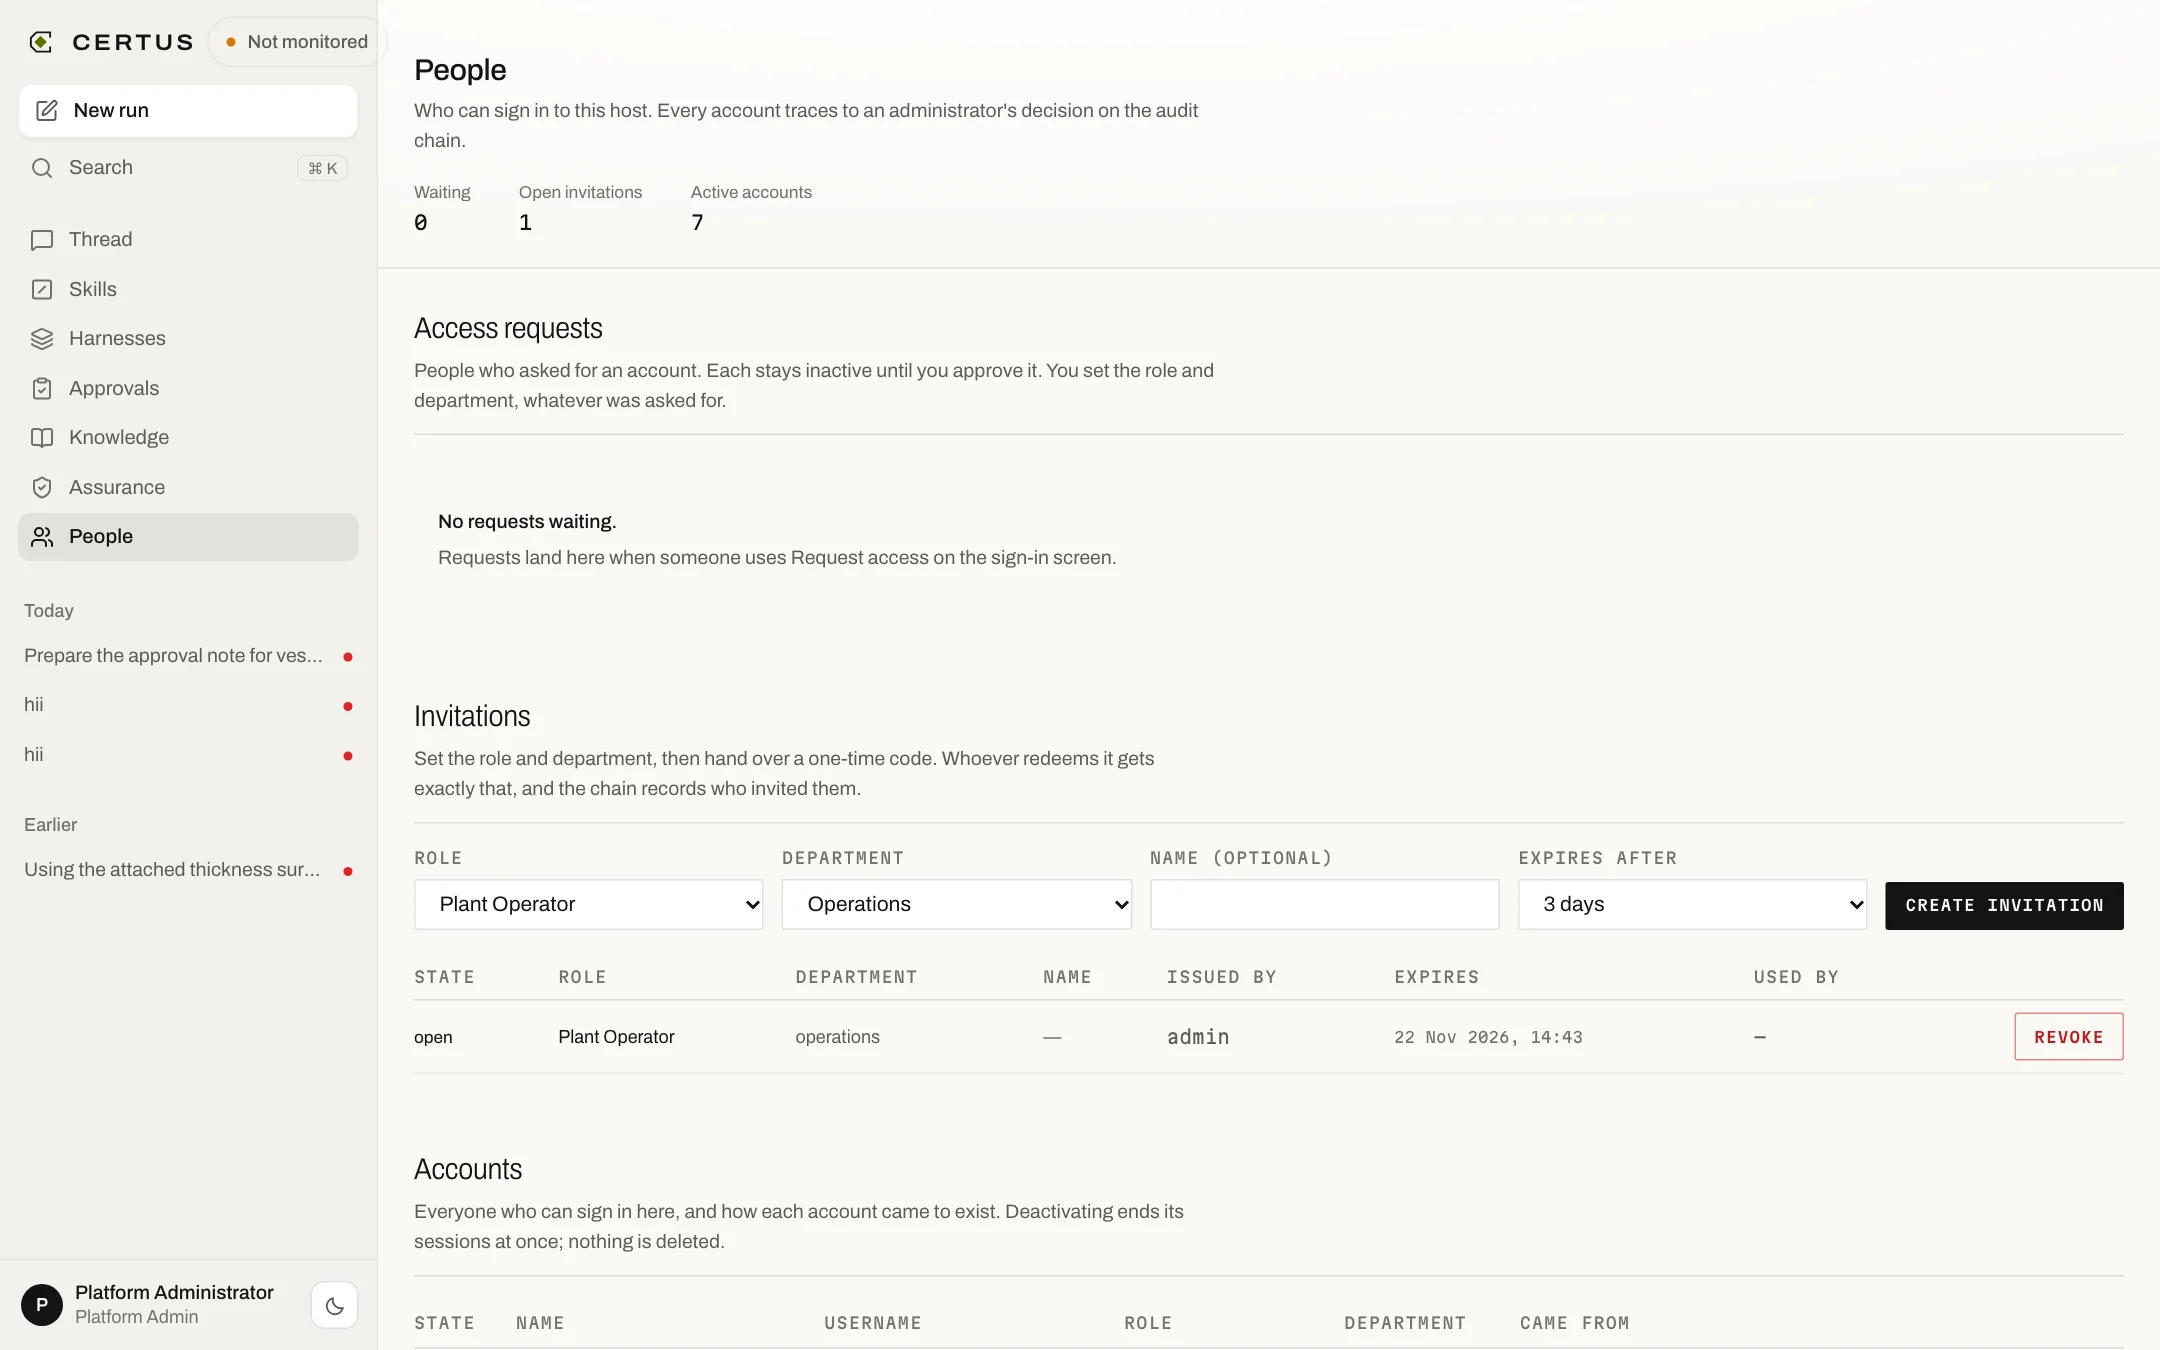 CERTUS
Not monitored
New run
Search
⌘ K
Thread
Skills
Harnesses
Approvals
Knowledge
Assurance
People
Today
Prepare the approval note for ves...
hii
hii
Earlier
Using the attached thickness sur...
P
Platform Administrator
Platform Admin
People
Who can sign in to this host. Every account traces to an administrator's decision on the audit
chain.
Waiting Open invitations Active accounts
0 1 7
Access requests
People who asked for an account. Each stays inactive until you approve it. You set the role and
department, whatever was asked for.
No requests waiting.
Requests land here when someone uses Request access on the sign-in screen.
Invitations
Set the role and department, then hand over a one-time code. Whoever redeems it gets
exactly that, and the chain records who invited them.
ROLE DEPARTMENT NAME (OPTIONAL) EXPIRES AFTER
Plant Operator Operations 3 days CREATE INVITATION
STATE ROLE DEPARTMENT NAME ISSUED BY EXPIRES USED BY
open Plant Operator operations — admin 22 Nov 2026, 14:43 — REVOKE
Accounts
Everyone who can sign in here, and how each account came to exist. Deactivating ends its
sessions at once; nothing is deleted.
STATE NAME USERNAME ROLE DEPARTMENT CAME FROM